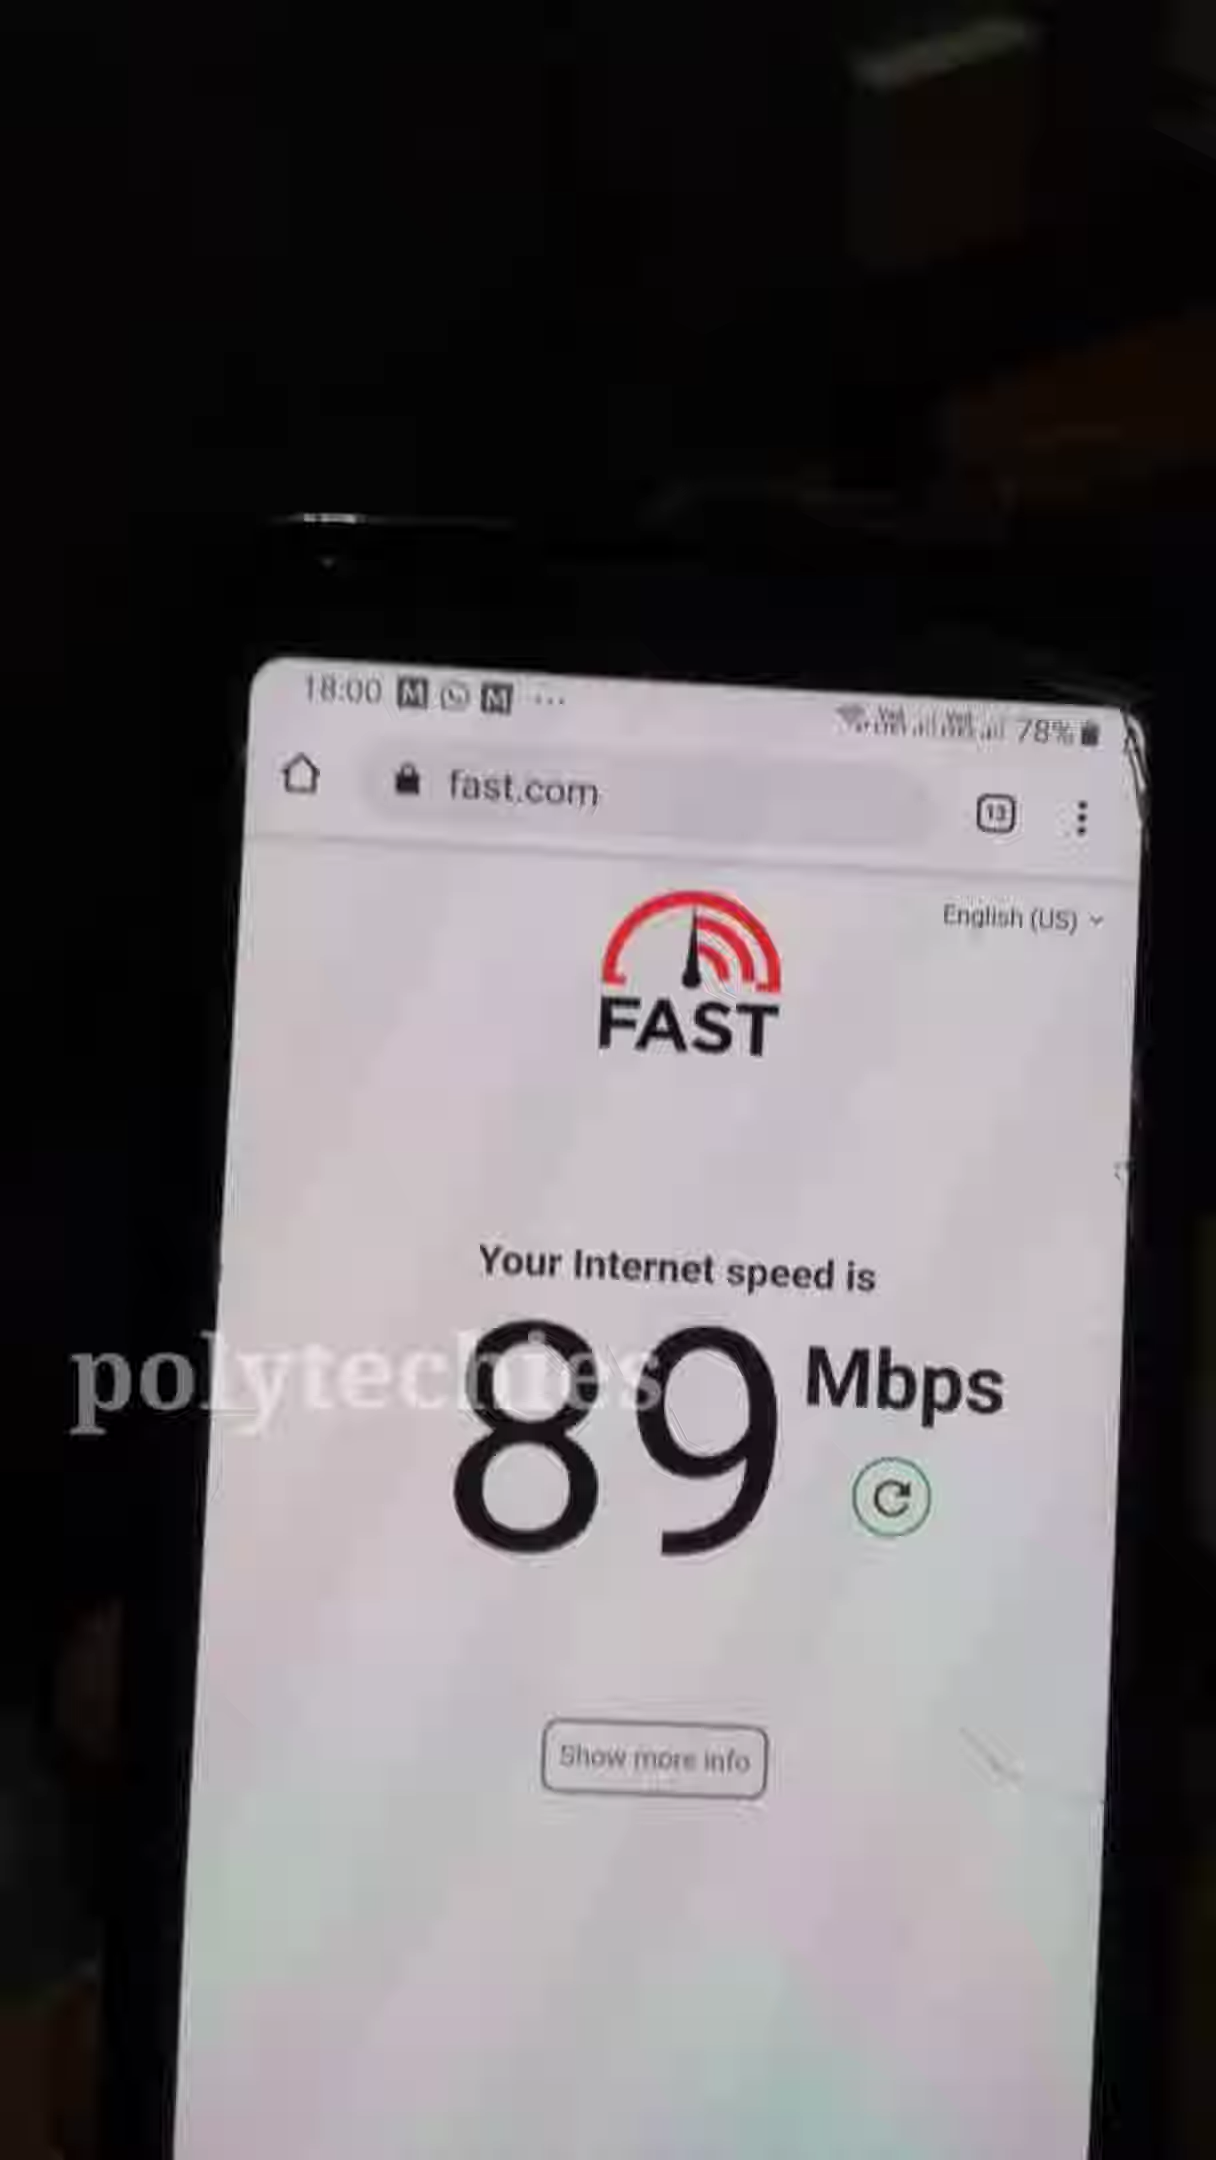 18:00
78%
fast.com
13
English (US)
FAST
Your Internet speed is
89 Mbps
polytechies
Show more info